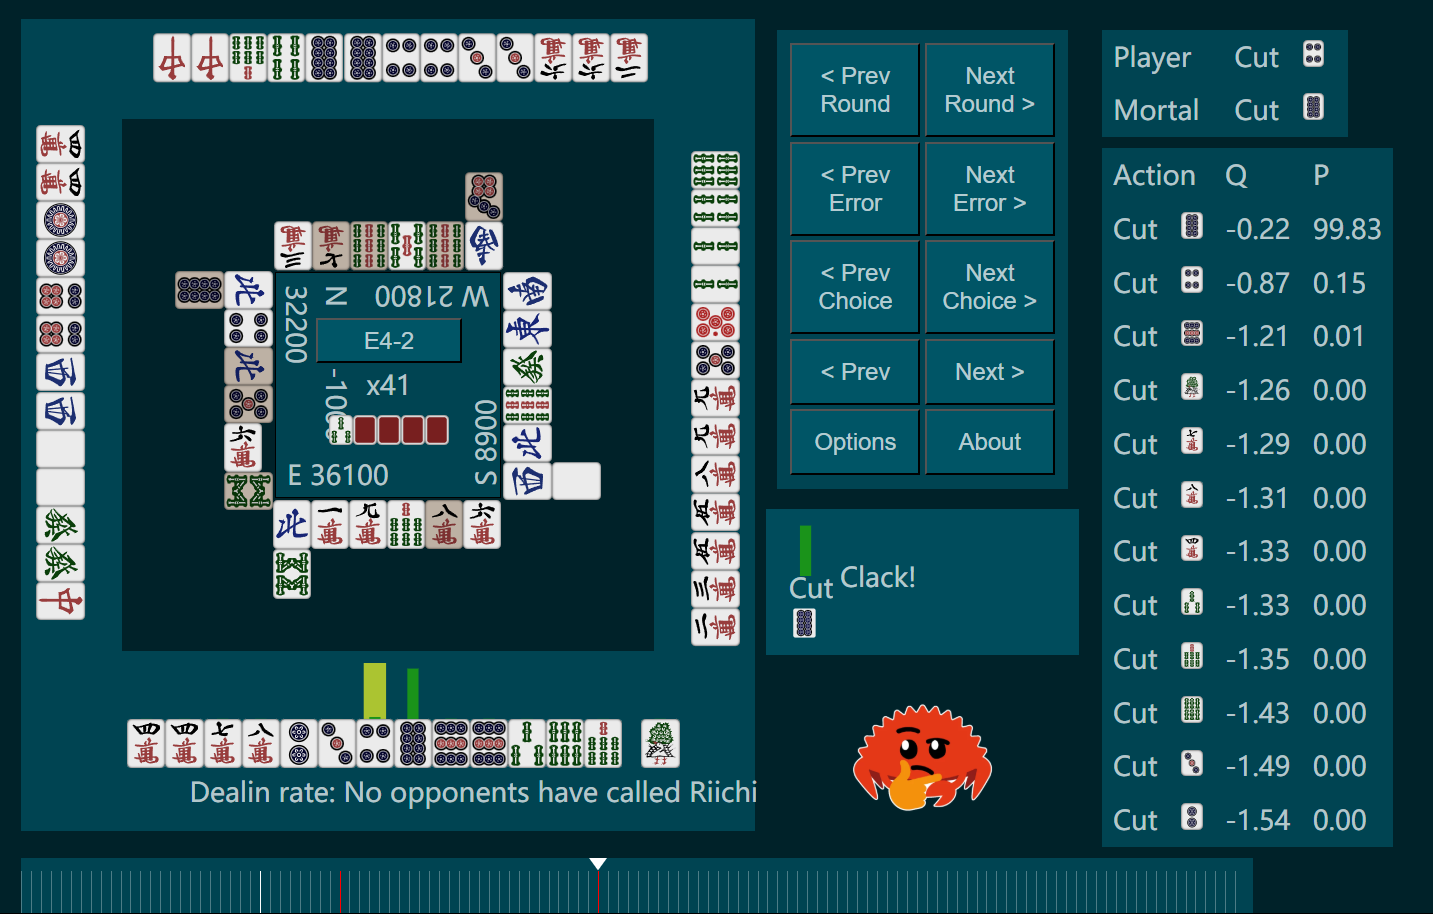 < Prev Round
Next Round >
< Prev Error
Next Error >
< Prev Choice
Next Choice >
< Prev
Next >
Options
About
Player Cut
Mortal Cut
Action Q P
Cut -0.22 99.83
Cut -0.87 0.15
Cut -1.21 0.01
Cut -1.26 0.00
Cut -1.29 0.00
Cut -1.31 0.00
Cut -1.33 0.00
Cut -1.33 0.00
Cut -1.35 0.00
Cut -1.43 0.00
Cut -1.49 0.00
Cut -1.54 0.00
W 21800
N 32200
E4-2
x41
S 8900
E 36100
Cut
Clack!
Dealin rate: No opponents have called Riichi